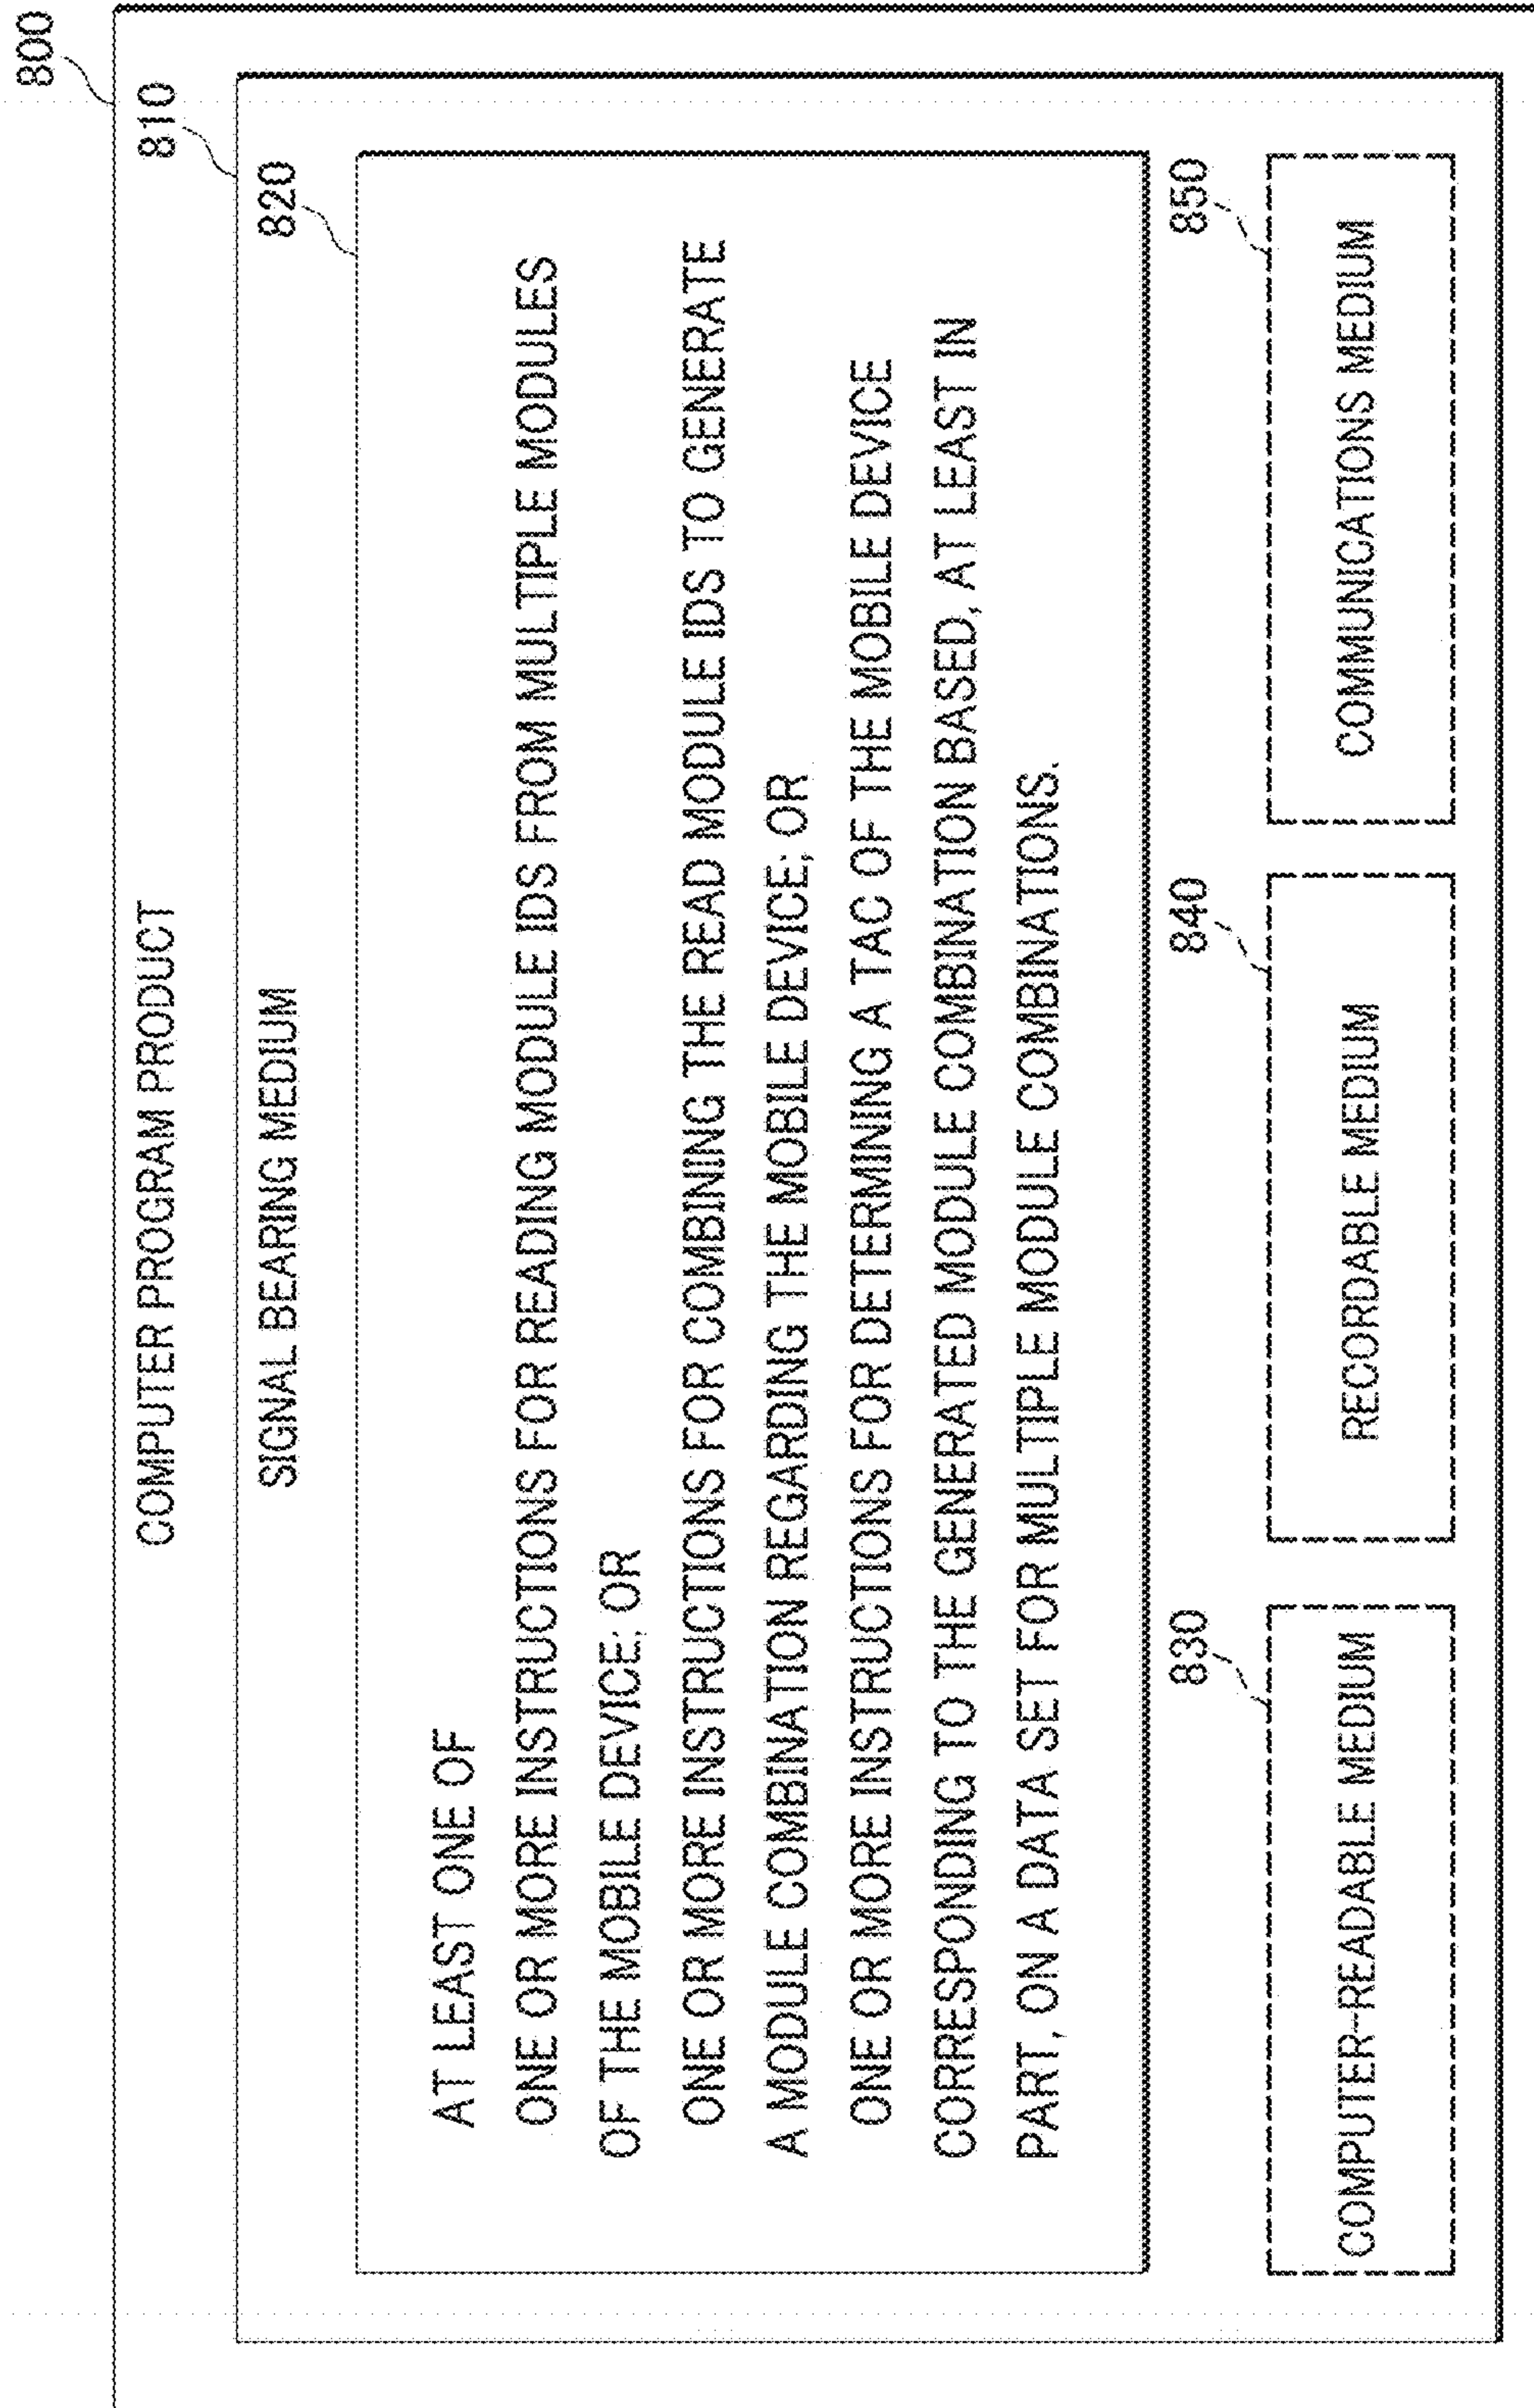 800
COMPUTER PROGRAM PRODUCT
810
SIGNAL BEARING MEDIUM
820
AT LEAST ONE OF
ONE OR MORE INSTRUCTIONS FOR READING MODULE IDS FROM MULTIPLE MODULES
OF THE MOBILE DEVICE; OR
ONE OR MORE INSTRUCTIONS FOR COMBINING THE READ MODULE IDS TO GENERATE
A MODULE COMBINATION REGARDING THE MOBILE DEVICE; OR
ONE OR MORE INSTRUCTIONS FOR DETERMINING A TAC OF THE MOBILE DEVICE
CORRESPONDING TO THE GENERATED MODULE COMBINATION BASED, AT LEAST IN
PART, ON A DATA SET FOR MULTIPLE MODULE COMBINATIONS.
830
COMPUTER-READABLE MEDIUM
840
RECORDABLE MEDIUM
850
COMMUNICATIONS MEDIUM